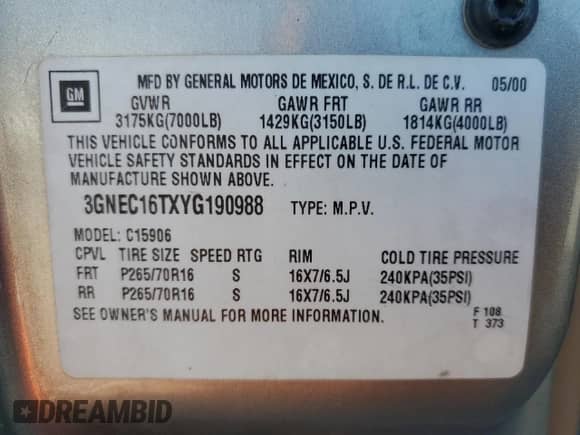 GM
MFD BY GENERAL MOTORS DE MEXICO, S. DE R.L. DE C.V. 05/00
GVWR GAWR FRT GAWR RR
3175KG(7000LB) 1429KG(3150LB) 1814KG(4000LB)
THIS VEHICLE CONFORMS TO ALL APPLICABLE U.S. FEDERAL MOTOR
VEHICLE SAFETY STANDARDS IN EFFECT ON THE DATE OF
MANUFACTURE SHOWN ABOVE.
3GNEC16TXYG190988 TYPE: M.P.V.
MODEL: C15906
CPVL TIRE SIZE SPEED RTG RIM COLD TIRE PRESSURE
FRT P265/70R16 S 16X7/6.5J 240KPA(35PSI)
RR P265/70R16 S 16X7/6.5J 240KPA(35PSI)
SEE OWNER'S MANUAL FOR MORE INFORMATION. F 108
T 373
DREAMBID